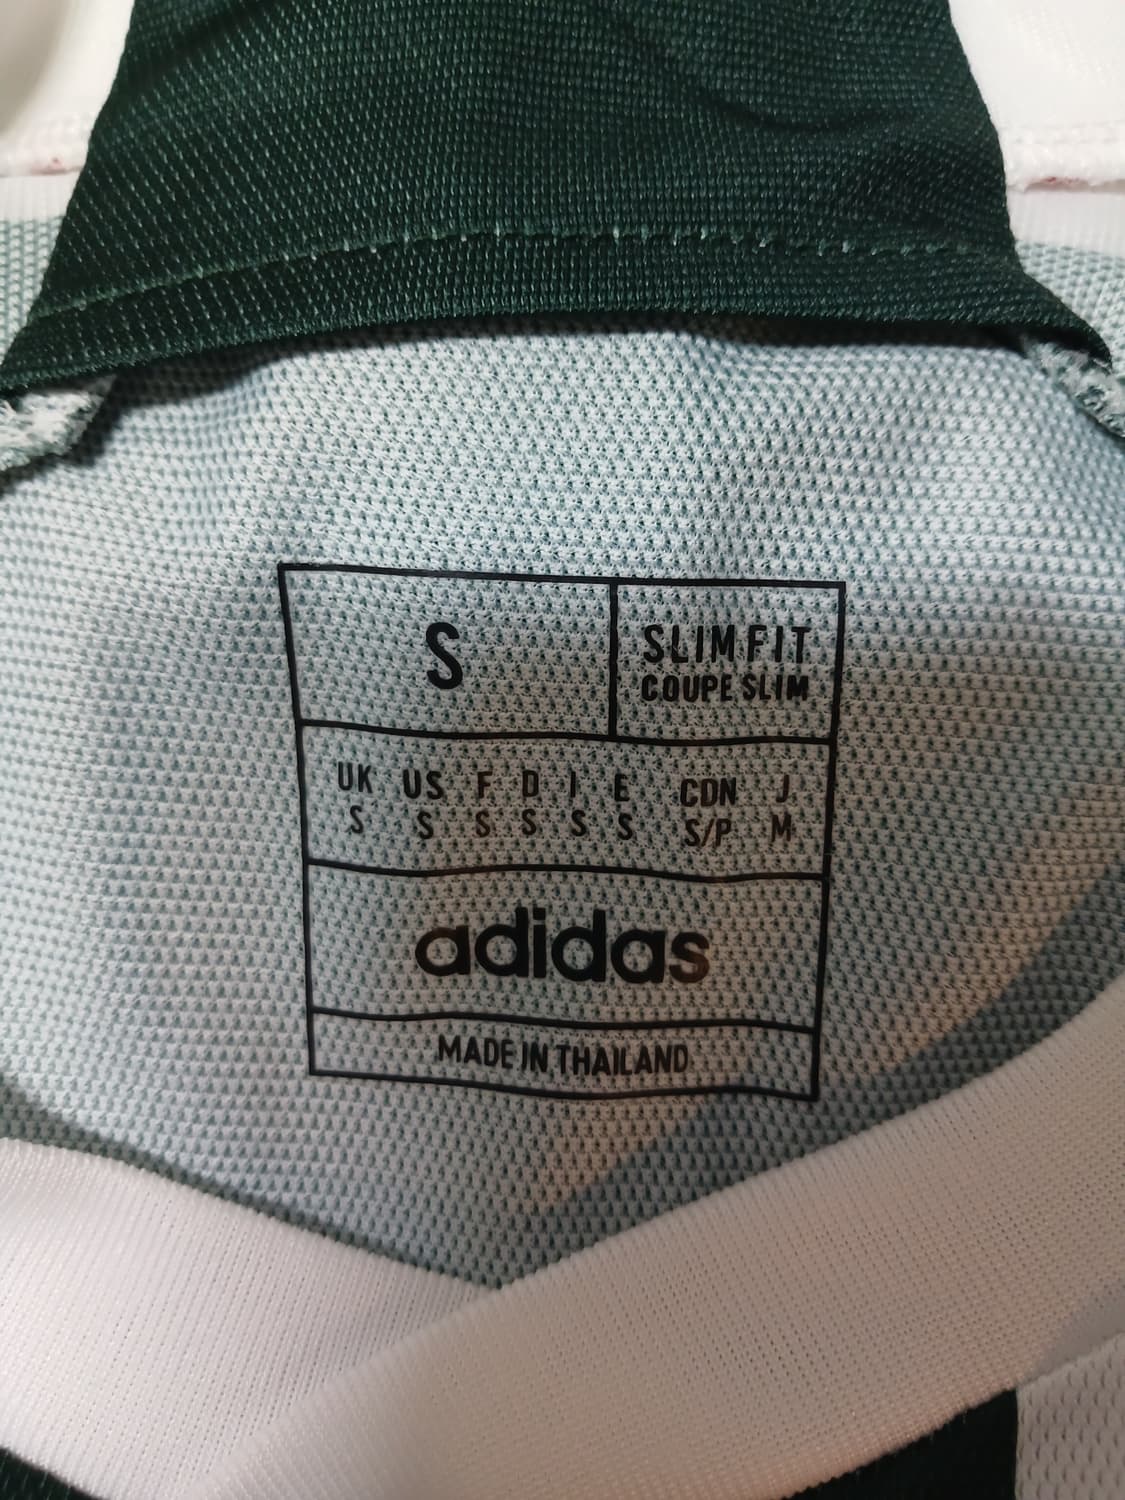 S
SLIM FIT
COUPE SLIM
UK US F D I E CDN J
S S S S S S S/P M
adidas
MADE IN THAILAND